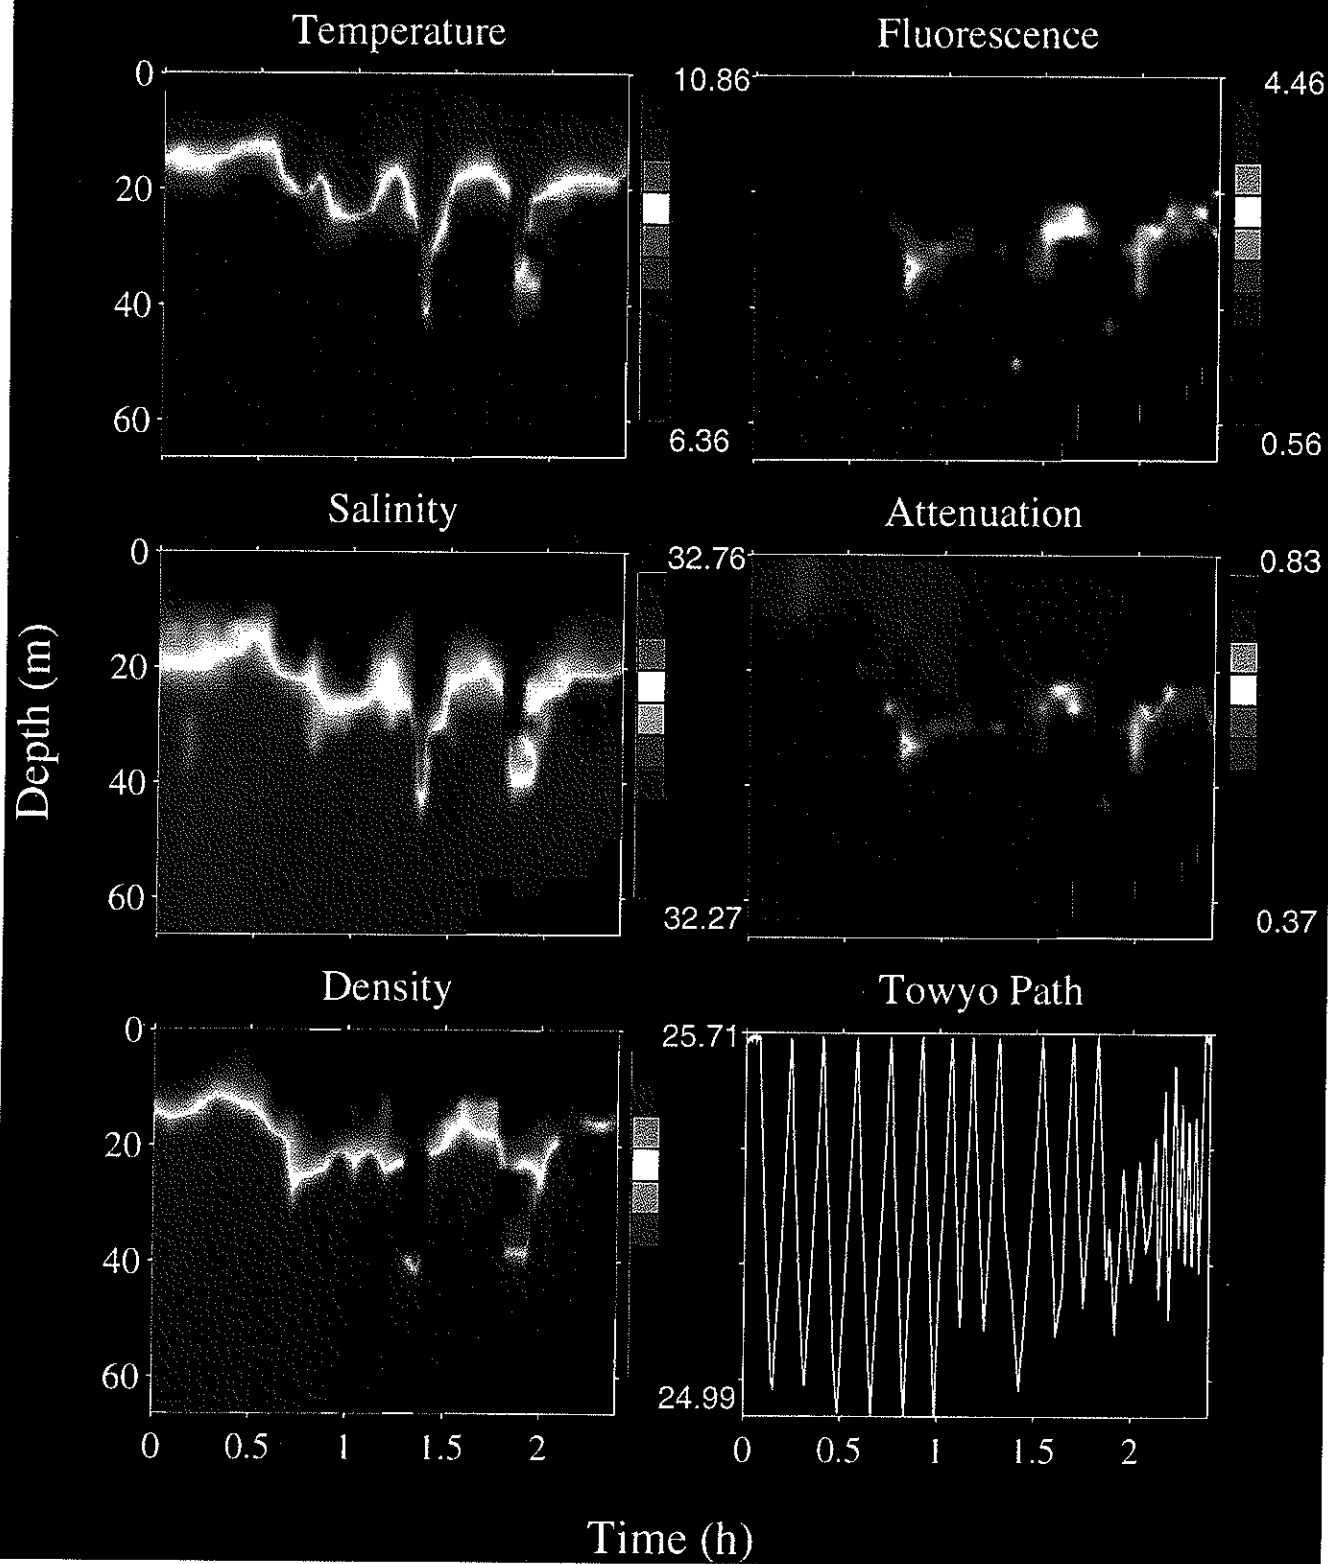 Temperature
Fluorescence
0
20
40
60
10.86
6.36
4.46
0.56
Salinity
Attenuation
0
20
40
60
32.76
32.27
0.83
0.37
Depth (m)
Density
Towyo Path
0
20
40
60
25.71
24.99
0 0.5 1 1.5 2
0 0.5 1 1.5 2
Time (h)